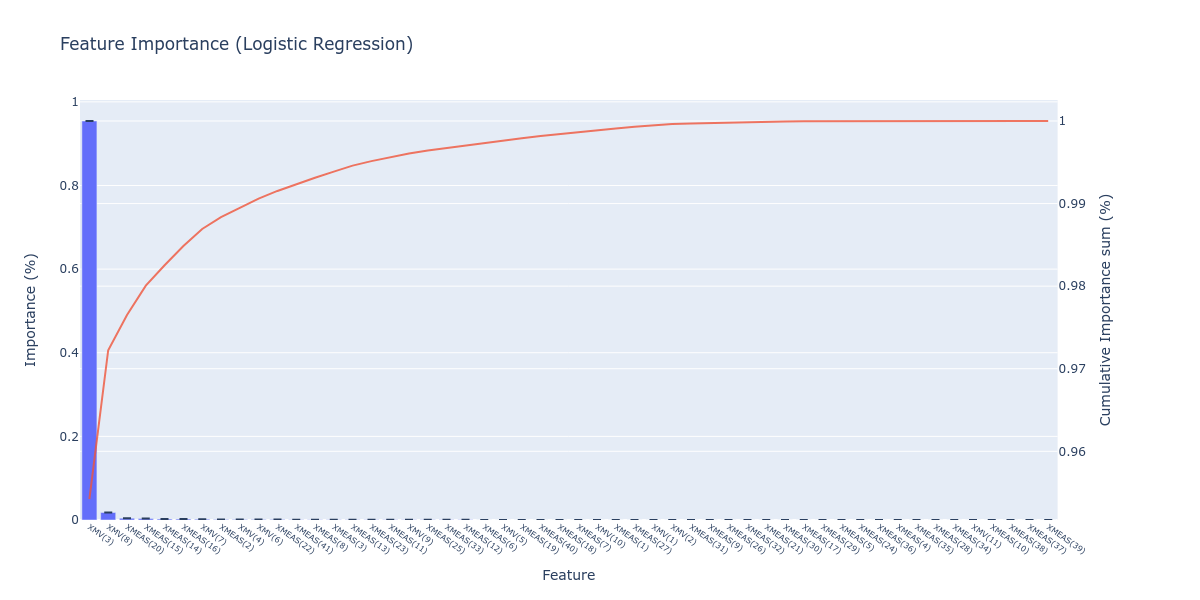 Feature Importance (Logistic Regression)
1
0.8
0.6
0.4
0.2
0
Importance (%)
1
0.99
0.98
0.97
0.96
Cumulative Importance sum (%)
XMV(3)
XMV(8)
XMEAS(20)
XMEAS(15)
XMEAS(14)
XMEAS(16)
XMV(7)
XMEAS(2)
XMV(4)
XMV(6)
XMEAS(22)
XMEAS(41)
XMEAS(8)
XMEAS(3)
XMEAS(13)
XMEAS(23)
XMEAS(11)
XMV(9)
XMEAS(25)
XMEAS(33)
XMEAS(12)
XMEAS(6)
XMV(5)
XMEAS(19)
XMEAS(40)
XMEAS(18)
XMEAS(7)
XMV(10)
XMEAS(1)
XMEAS(27)
XMV(1)
XMV(2)
XMEAS(31)
XMEAS(9)
XMEAS(26)
XMEAS(32)
XMEAS(21)
XMEAS(30)
XMEAS(17)
XMEAS(29)
XMEAS(5)
XMEAS(24)
XMEAS(36)
XMEAS(4)
XMEAS(35)
XMEAS(28)
XMEAS(34)
XMV(11)
XMEAS(10)
XMEAS(38)
XMEAS(37)
XMEAS(39)
Feature